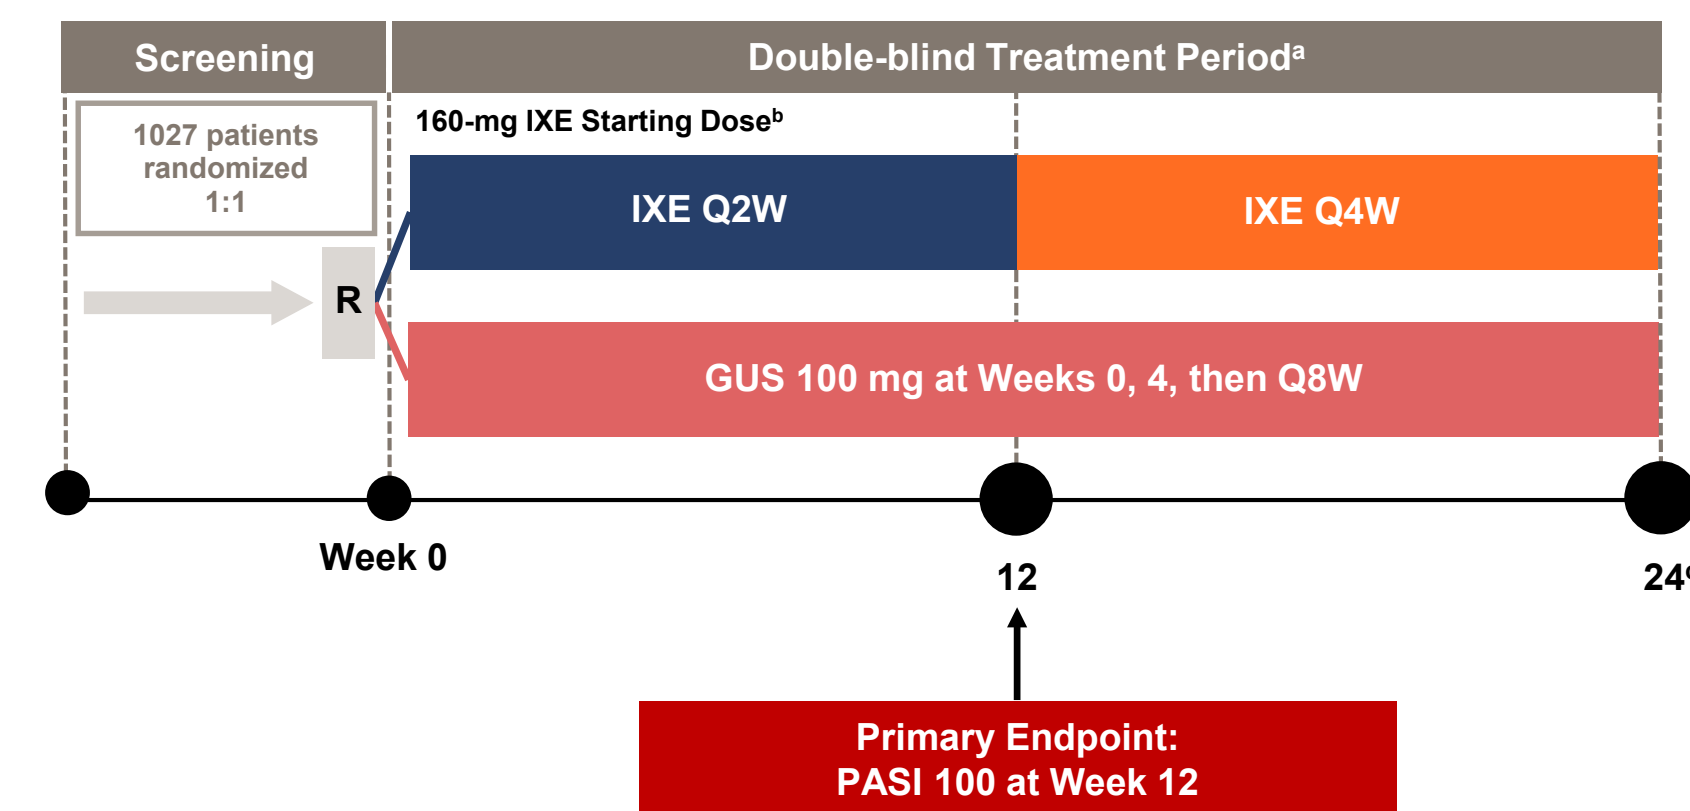 Screening
Double-blind Treatment Periodᵃ
1027 patients
randomized
1:1
160-mg IXE Starting Doseᵇ
IXE Q2W
IXE Q4W
R
GUS 100 mg at Weeks 0, 4, then Q8W
Week 0
12
24
Primary Endpoint:
PASI 100 at Week 12